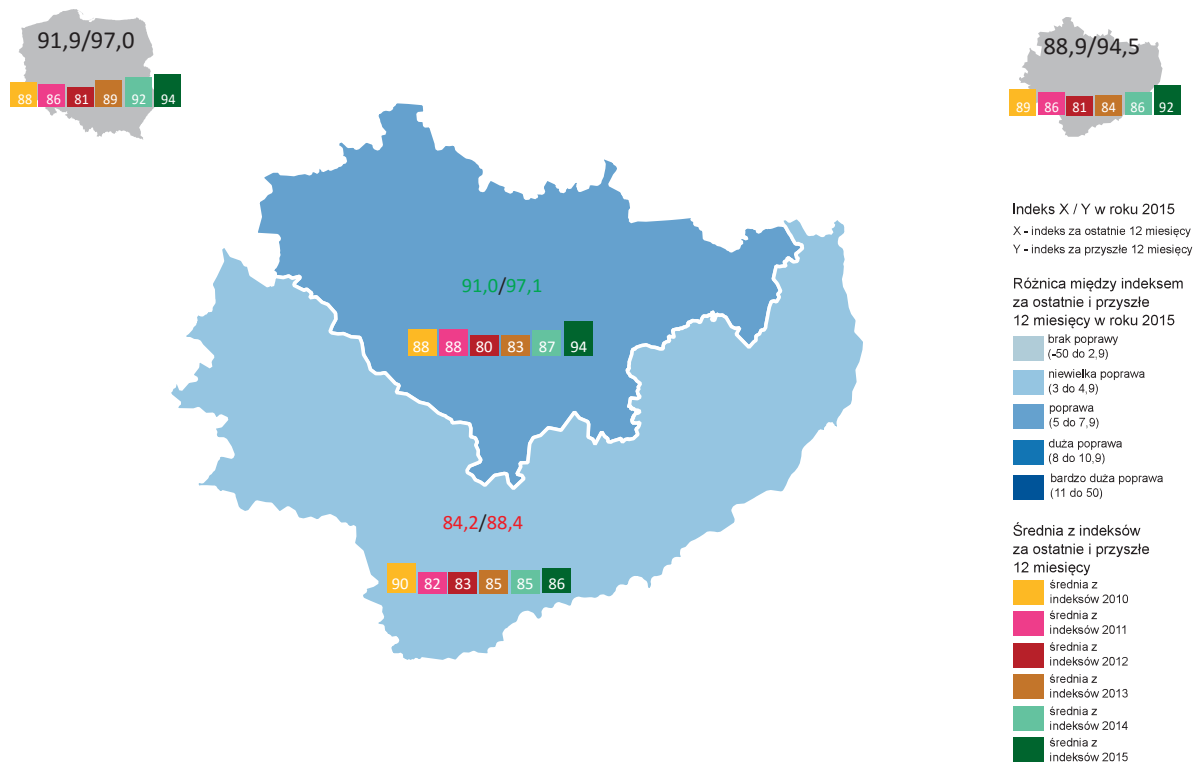 91,9/97,0
88 86 81 89 92 94
88,9/94,5
89 86 81 84 86 92
91,0/97,1
88 88 80 83 87 94
84,2/88,4
90 82 83 85 85 86
Indeks X / Y w roku 2015
X - indeks za ostatnie 12 miesięcy
Y - indeks za przyszłe 12 miesięcy
Różnica między indeksem
za ostatnie i przyszłe
12 miesięcy w roku 2015
brak poprawy
(-50 do 2,9)
niewielka poprawa
(3 do 4,9)
poprawa
(5 do 7,9)
duża poprawa
(8 do 10,9)
bardzo duża poprawa
(11 do 50)
Średnia z indeksów
za ostatnie i przyszłe
12 miesięcy
średnia z
indeksów 2010
średnia z
indeksów 2011
średnia z
indeksów 2012
średnia z
indeksów 2013
średnia z
indeksów 2014
średnia z
indeksów 2015